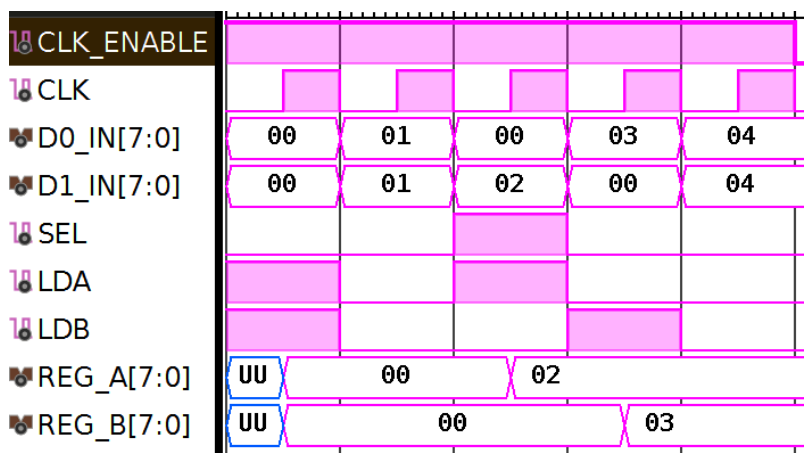 CLK_ENABLE
CLK
D0_IN[7:0] 00 01 00 03 04
D1_IN[7:0] 00 01 02 00 04
SEL
LDA
LDB
REG_A[7:0] UU 00 02
REG_B[7:0] UU 00 03